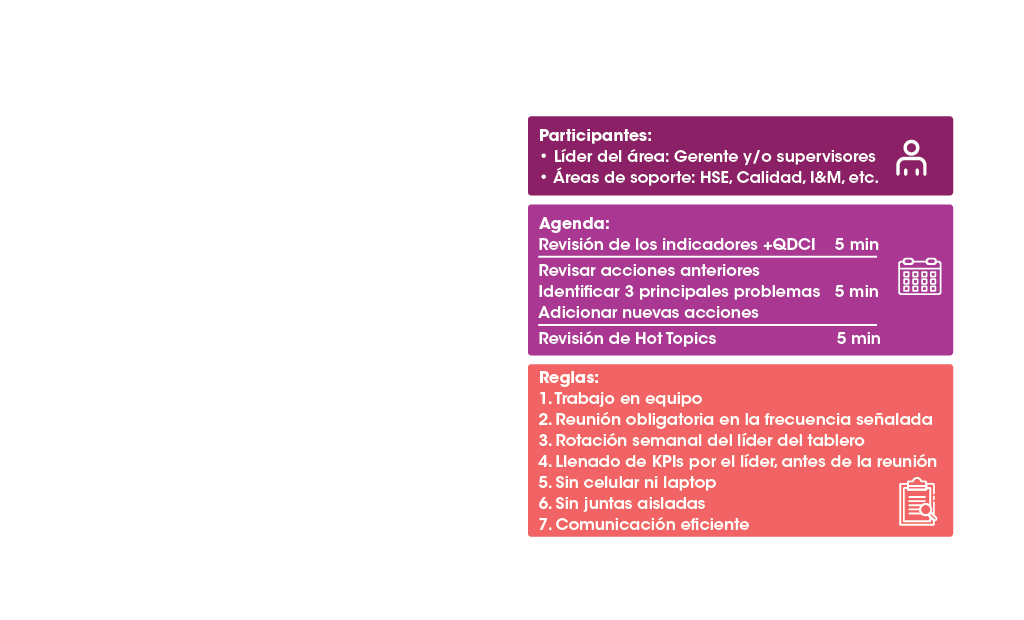 Participantes:
• Líder del área: Gerente y/o supervisores
• Áreas de soporte: HSE, Calidad, I&M, etc.
Agenda:
Revisión de los indicadores +QDCI 5 min
Revisar acciones anteriores
Identificar 3 principales problemas 5 min
Adicionar nuevas acciones
Revisión de Hot Topics 5 min
Reglas:
1. Trabajo en equipo
2. Reunión obligatoria en la frecuencia señalada
3. Rotación semanal del líder del tablero
4. Llenado de KPIs por el líder, antes de la reunión
5. Sin celular ni laptop
6. Sin juntas aisladas
7. Comunicación eficiente